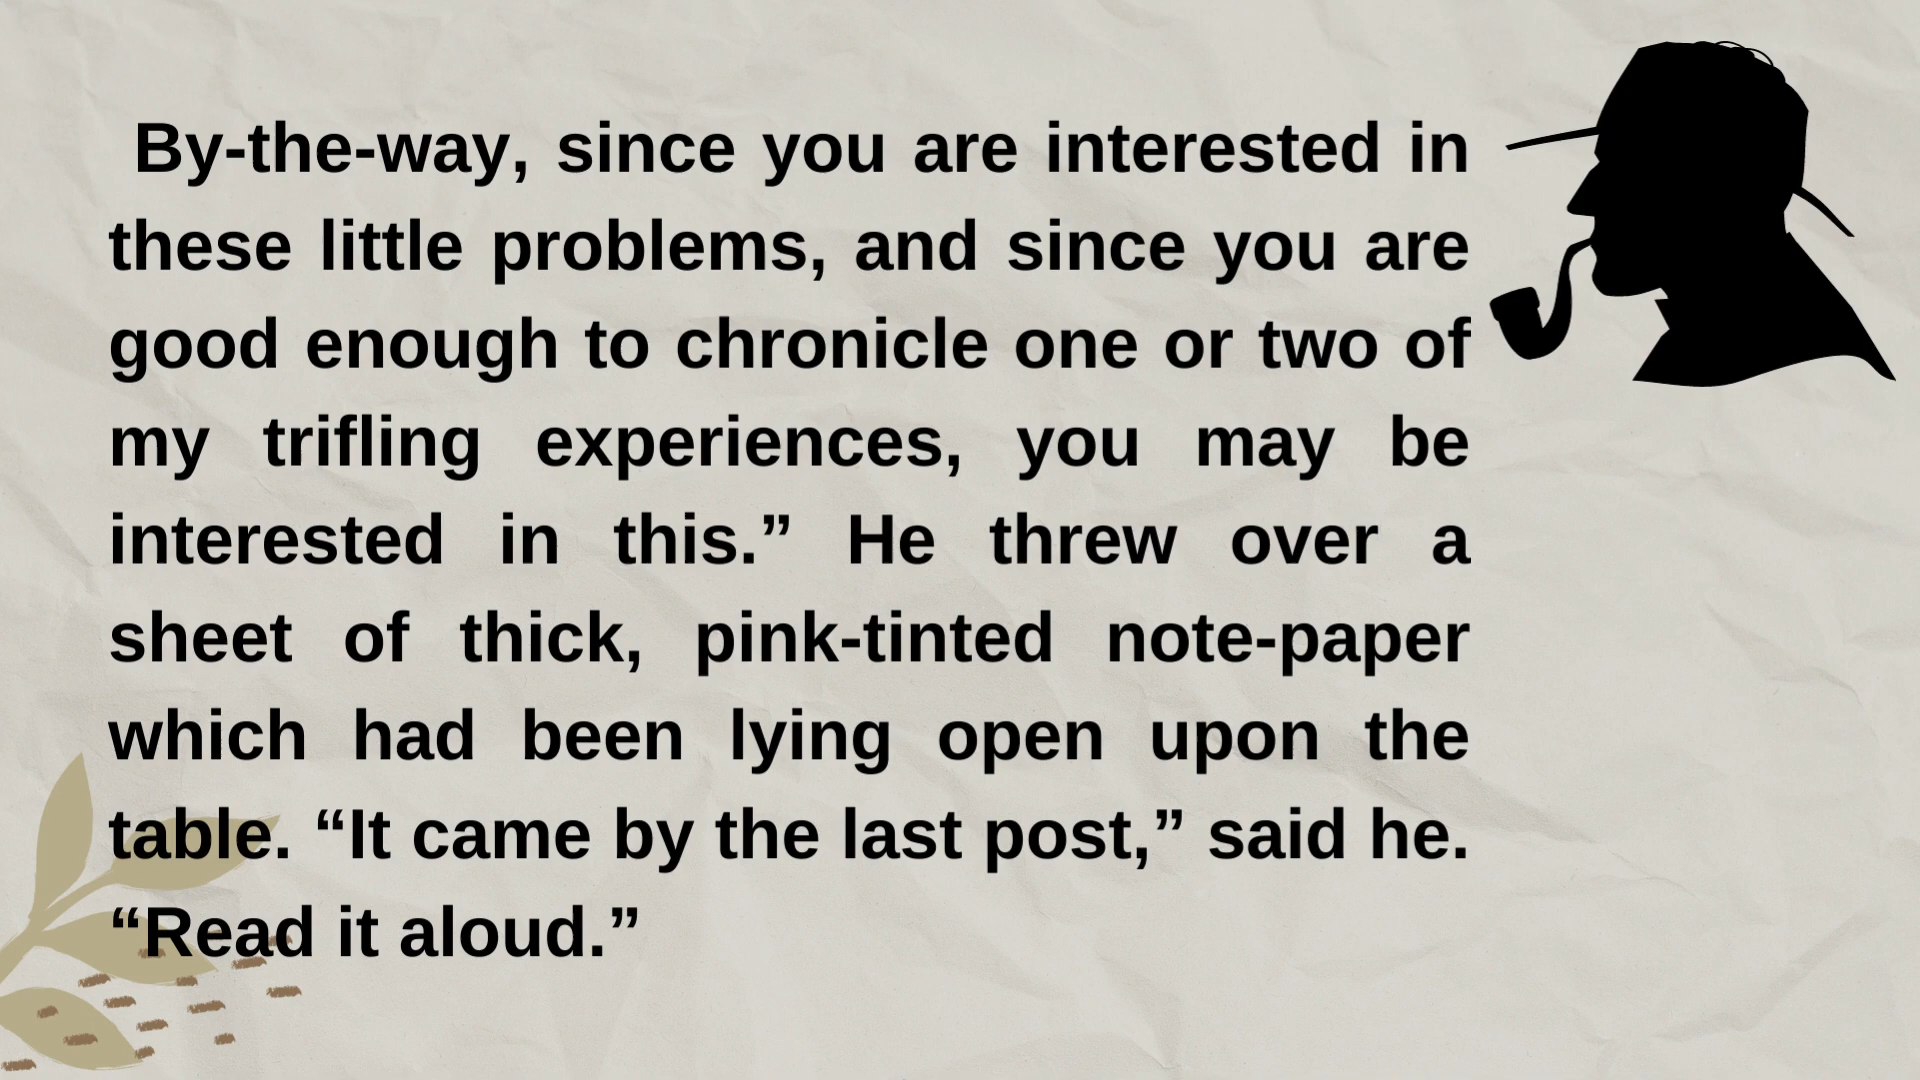 By-the-way, since you are interested in
these little problems, and since you are
good enough to chronicle one or two of
my trifling experiences, you may be
interested in this.” He threw over a
sheet of thick, pink-tinted note-paper
which had been lying open upon the
table. “It came by the last post,” said he.
“Read it aloud.”